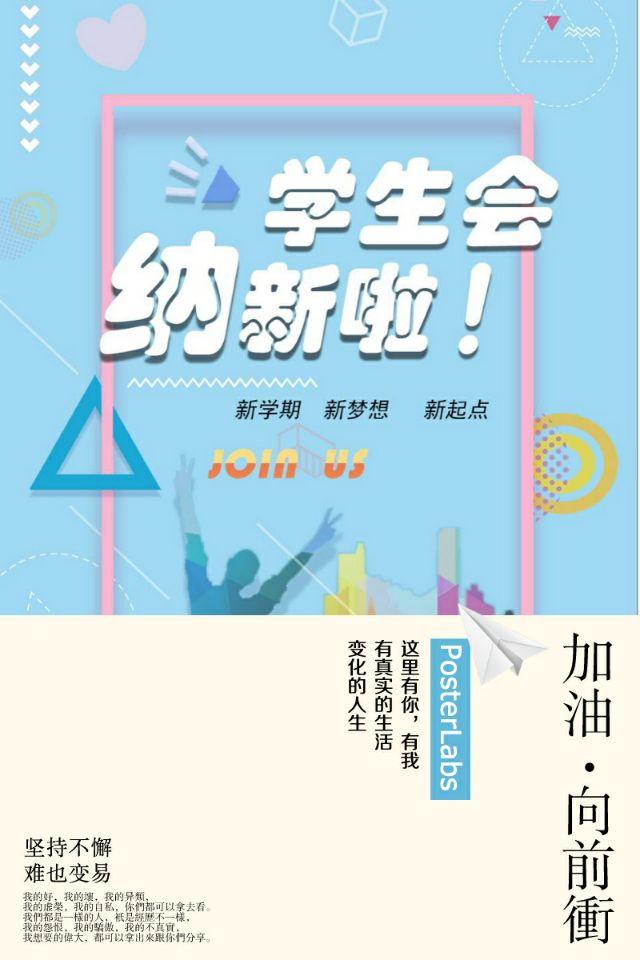 学生会
纳新啦！
新学期 新梦想 新起点
JOIN US
加油·向前衝
PosterLabs
这里有你，有我
有真实的生活
变化的人生
坚持不懈
难也变易
我的好，我的壞，我的异類，
我的虛榮，我的自私，你們都可以拿去看。
我們都是一樣的人，衹是經歷不一樣，
我的怨恨，我的驕傲，我的不真實，
我想要的偉大，都可以拿出來跟你們分享。